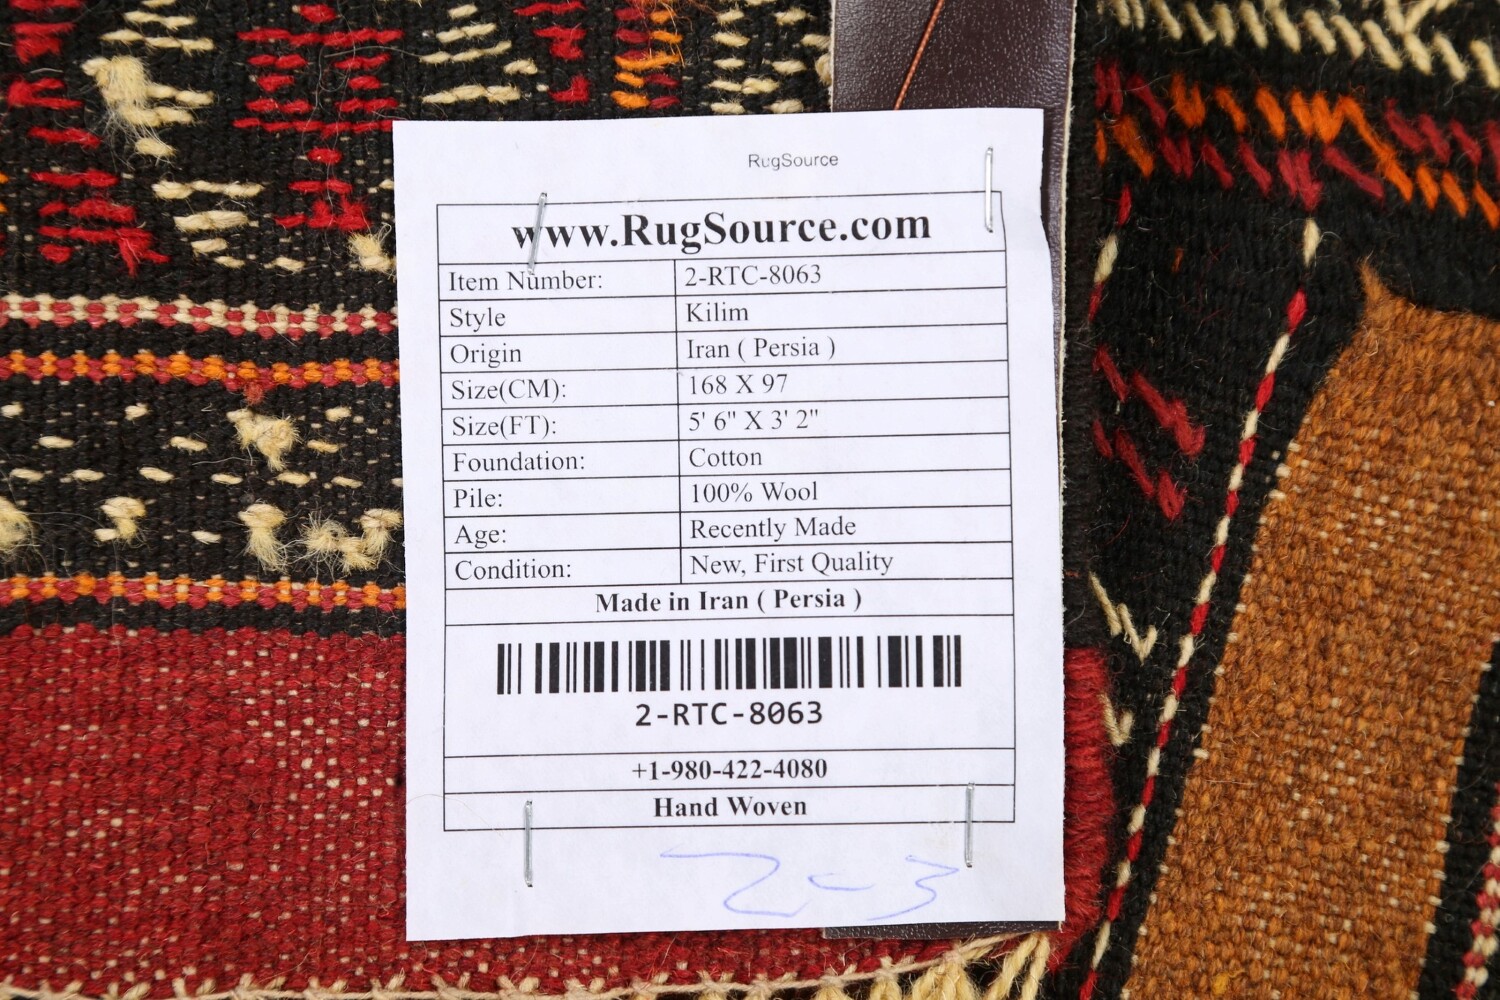 RugSource
www.RugSource.com
Item Number: 2-RTC-8063
Style Kilim
Origin Iran ( Persia )
Size(CM): 168 X 97
Size(FT): 5' 6" X 3' 2"
Foundation: Cotton
Pile: 100% Wool
Age: Recently Made
Condition: New, First Quality
Made in Iran ( Persia )
2-RTC-8063
+1-980-422-4080
Hand Woven
2-3